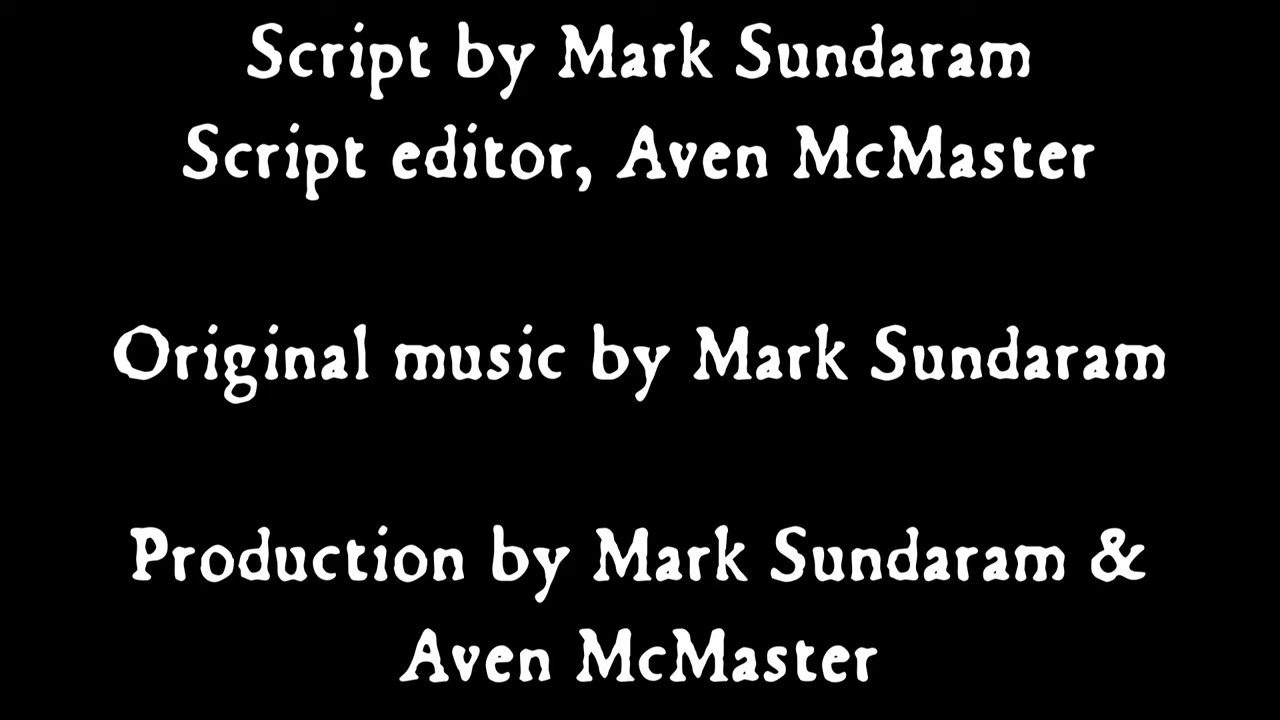 Script by Mark Sundaram
Script editor, Aven McMaster
Original music by Mark Sundaram
Production by Mark Sundaram &
Aven McMaster